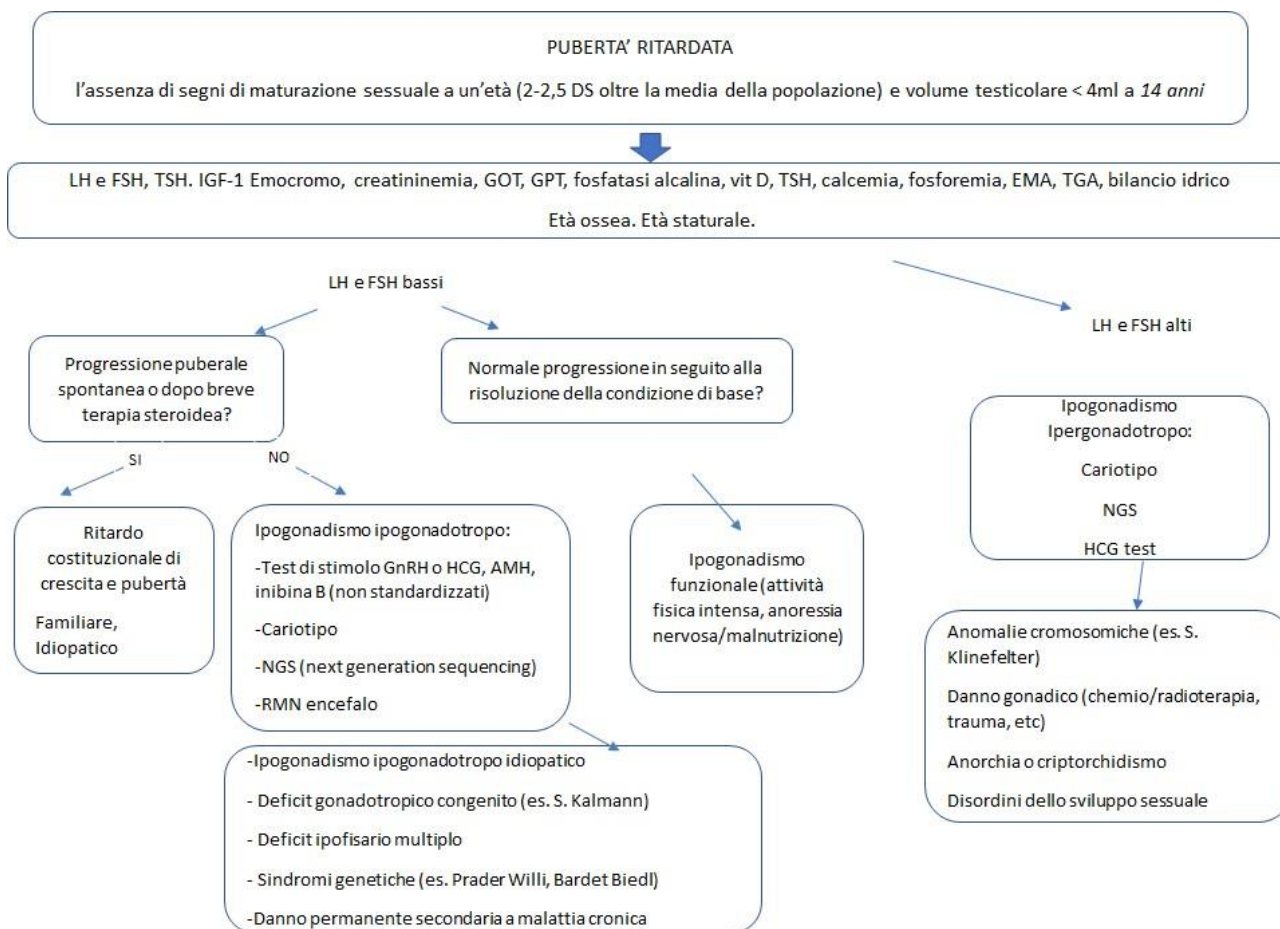 PUBERTA’ RITARDATA
l’assenza di segni di maturazione sessuale a un’età (2-2,5 DS oltre la media della popolazione) e volume testicolare < 4ml a 14 anni
LH e FSH, TSH. IGF-1 Emocromo, creatininemia, GOT, GPT, fosfatasi alcalina, vit D, TSH, calcemia, fosforemia, EMA, TGA, bilancio idrico
Età ossea. Età staturale.
LH e FSH bassi
Progressione puberale
spontanea o dopo breve
terapia steroidea?
SI
NO
Ritardo
costituzionale di
crescita e pubertà
Familiare,
Idiopatico
Ipogonadismo ipogonadotropo:
-Test di stimolo GnRH o HCG, AMH,
inibina B (non standardizzati)
-Cariotipo
-NGS (next generation sequencing)
-RMN encefalo
-Ipogonadismo ipogonadotropo idiopatico
- Deficit gonadotropico congenito (es. S. Kalmann)
- Deficit ipofisario multiplo
- Sindromi genetiche (es. Prader Willi, Bardet Biedl)
-Danno permanente secondaria a malattia cronica
Normale progressione in seguito alla
risoluzione della condizione di base?
Ipogonadismo
funzionale (attività
fisica intensa, anoressia
nervosa/malnutrizione)
LH e FSH alti
Ipogonadismo
Ipergonadotropo:
Cariotipo
NGS
HCG test
Anomalie cromosomiche (es. S.
Klinefelter)
Danno gonadico (chemio/radioterapia,
trauma, etc)
Anorchia o criptorchidismo
Disordini dello sviluppo sessuale